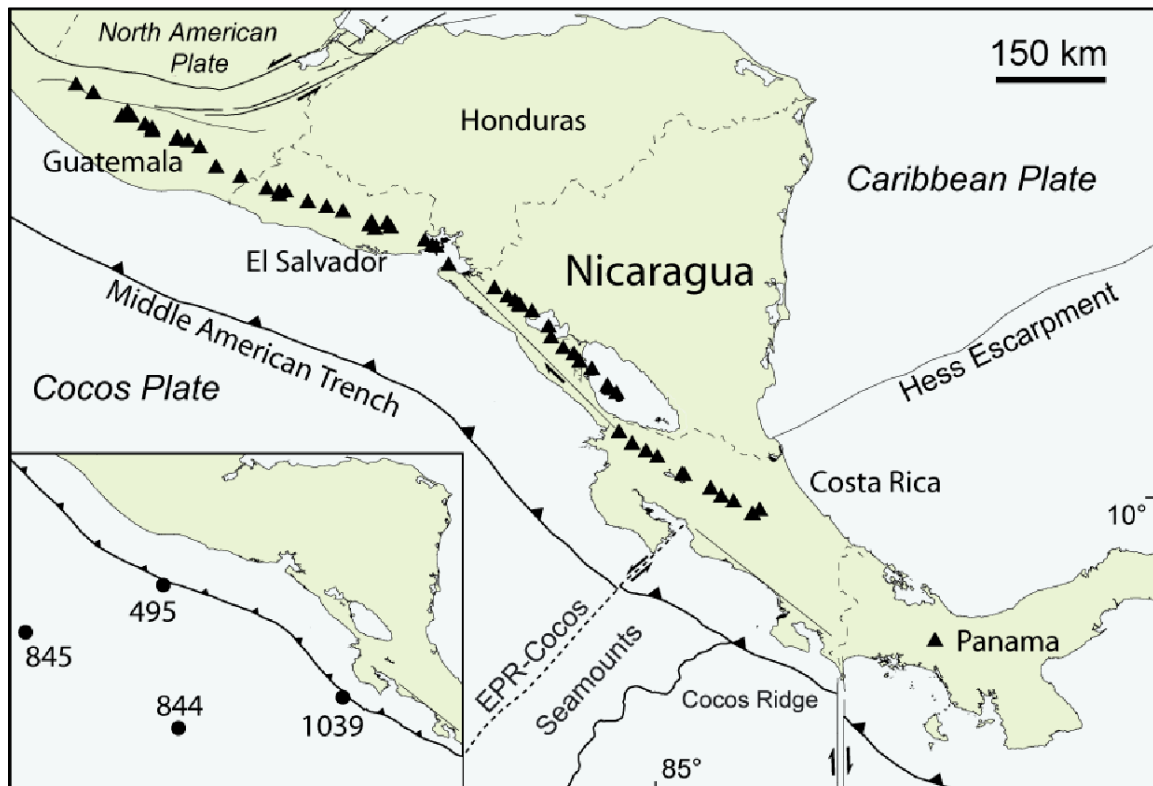 North American
Plate
150 km
Honduras
Guatemala
Caribbean Plate
El Salvador
Nicaragua
Middle American Trench
Cocos Plate
Hess Escarpment
Costa Rica
10°
495
845
844
1039
EPR-Cocos
Seamounts
Cocos Ridge
Panama
85°